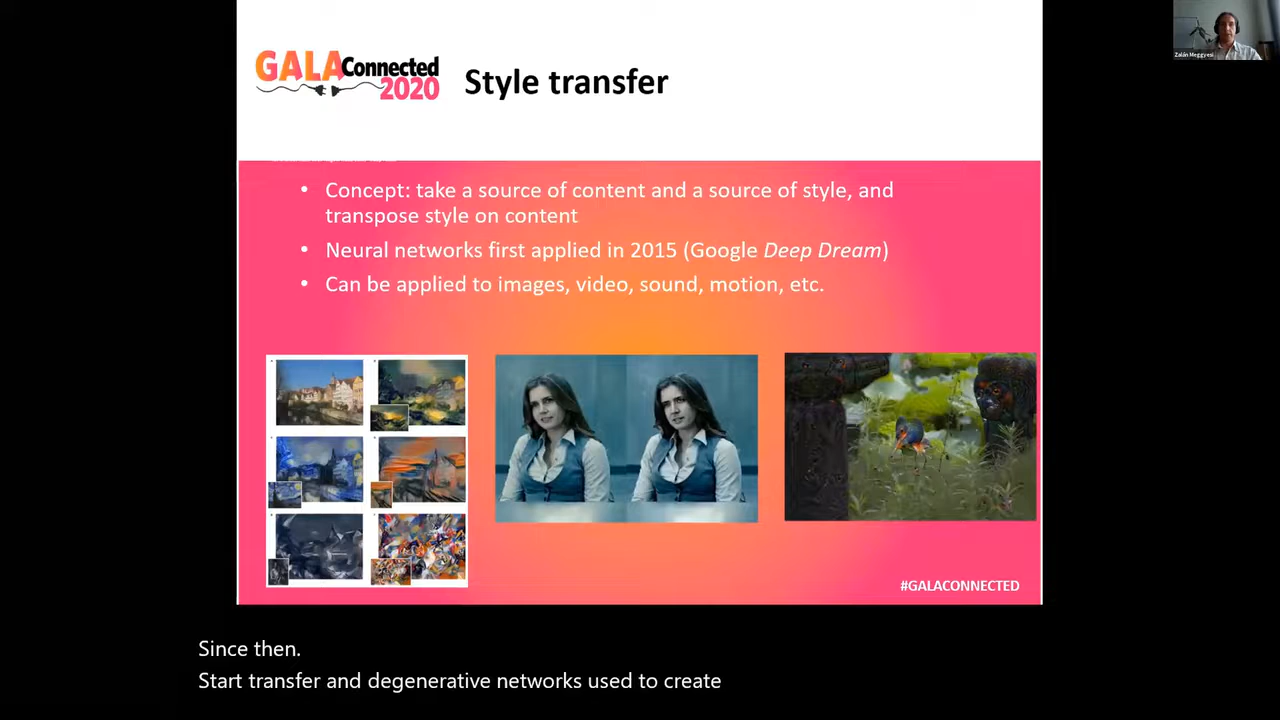 GALA Connected
2020
Style transfer
Zalán Meggyesi
• Concept: take a source of content and a source of style, and
transpose style on content
• Neural networks first applied in 2015 (Google Deep Dream)
• Can be applied to images, video, sound, motion, etc.
#GALACONNECTED
Since then.
Start transfer and degenerative networks used to create